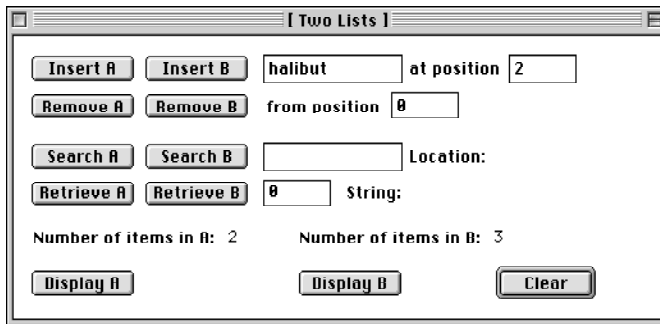 [ Two Lists ]
Insert A Insert B halibut at position 2
Remove A Remove B from position 0
Search A Search B Location:
Retrieve A Retrieve B 0 String:
Number of items in A: 2 Number of items in B: 3
Display A Display B Clear